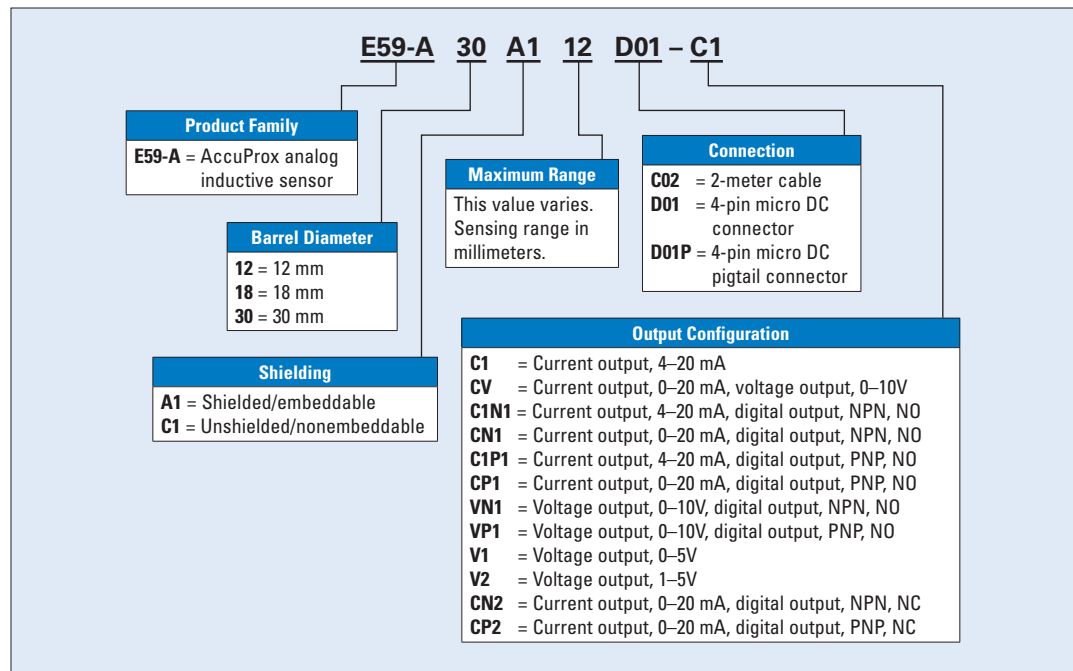 E59-A 30 A1 12 D01 – C1
Product Family
E59-A = AccuProx analog
inductive sensor
Barrel Diameter
12 = 12 mm
18 = 18 mm
30 = 30 mm
Shielding
A1 = Shielded/embeddable
C1 = Unshielded/nonembeddable
Maximum Range
This value varies.
Sensing range in
millimeters.
Connection
C02 = 2-meter cable
D01 = 4-pin micro DC
connector
D01P = 4-pin micro DC
pigtail connector
Output Configuration
C1 = Current output, 4–20 mA
CV = Current output, 0–20 mA, voltage output, 0–10V
C1N1 = Current output, 4–20 mA, digital output, NPN, NO
CN1 = Current output, 0–20 mA, digital output, NPN, NO
C1P1 = Current output, 4–20 mA, digital output, PNP, NO
CP1 = Current output, 0–20 mA, digital output, PNP, NO
VN1 = Voltage output, 0–10V, digital output, NPN, NO
VP1 = Voltage output, 0–10V, digital output, PNP, NO
V1 = Voltage output, 0–5V
V2 = Voltage output, 1–5V
CN2 = Current output, 0–20 mA, digital output, NPN, NC
CP2 = Current output, 0–20 mA, digital output, PNP, NC